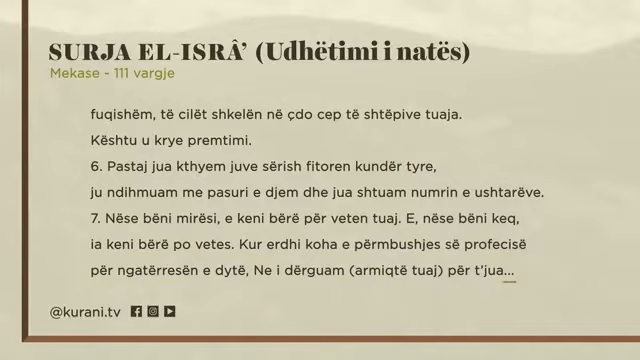 SURJA EL-ISRÂ’ (Udhëtimi i natës)
Mekase - 111 vargje
fuqishëm, të cilët shkelën në çdo cep të shtëpive tuaja.
Kështu u krye premtimi.
6. Pastaj jua kthyem juve sërish fitoren kundër tyre,
ju ndihmuam me pasuri e djem dhe jua shtuam numrin e ushtarëve.
7. Nëse bëni mirësi, e keni bërë për veten tuaj. E, nëse bëni keq,
ia keni bërë po vetes. Kur erdhi koha e përmbushjes së profecisë
për ngatërresën e dytë, Ne i dërguam (armiqtë tuaj) për t’jua...
@kurani.tv